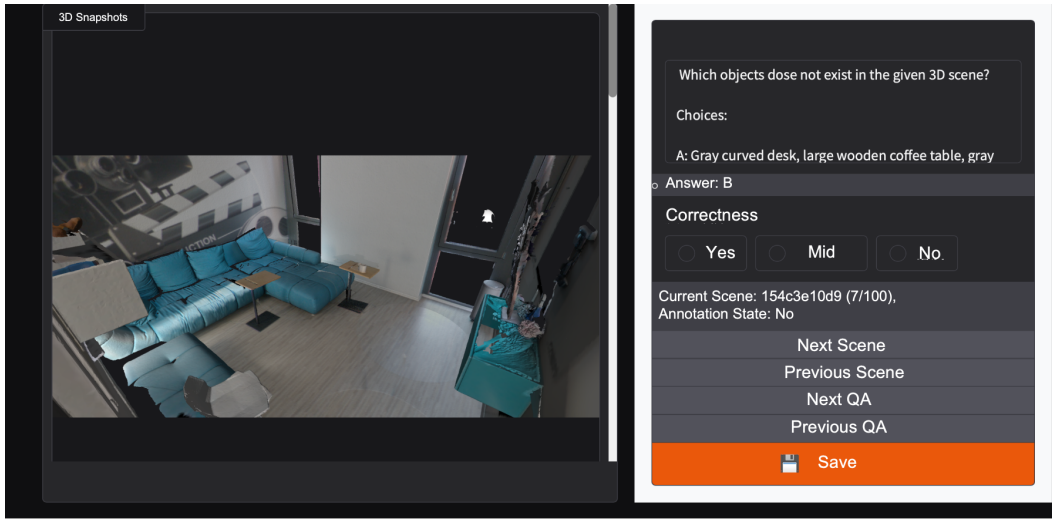 3D Snapshots
UCTION
Which objects dose not exist in the given 3D scene?
Choices:
A: Gray curved desk, large wooden coffee table, gray
Answer: B
Correctness
Yes
Mid
No.
Current Scene: 154c3e10d9 (7/100),
Annotation State: No
Next Scene
Previous Scene
Next QA
Previous QA
Save